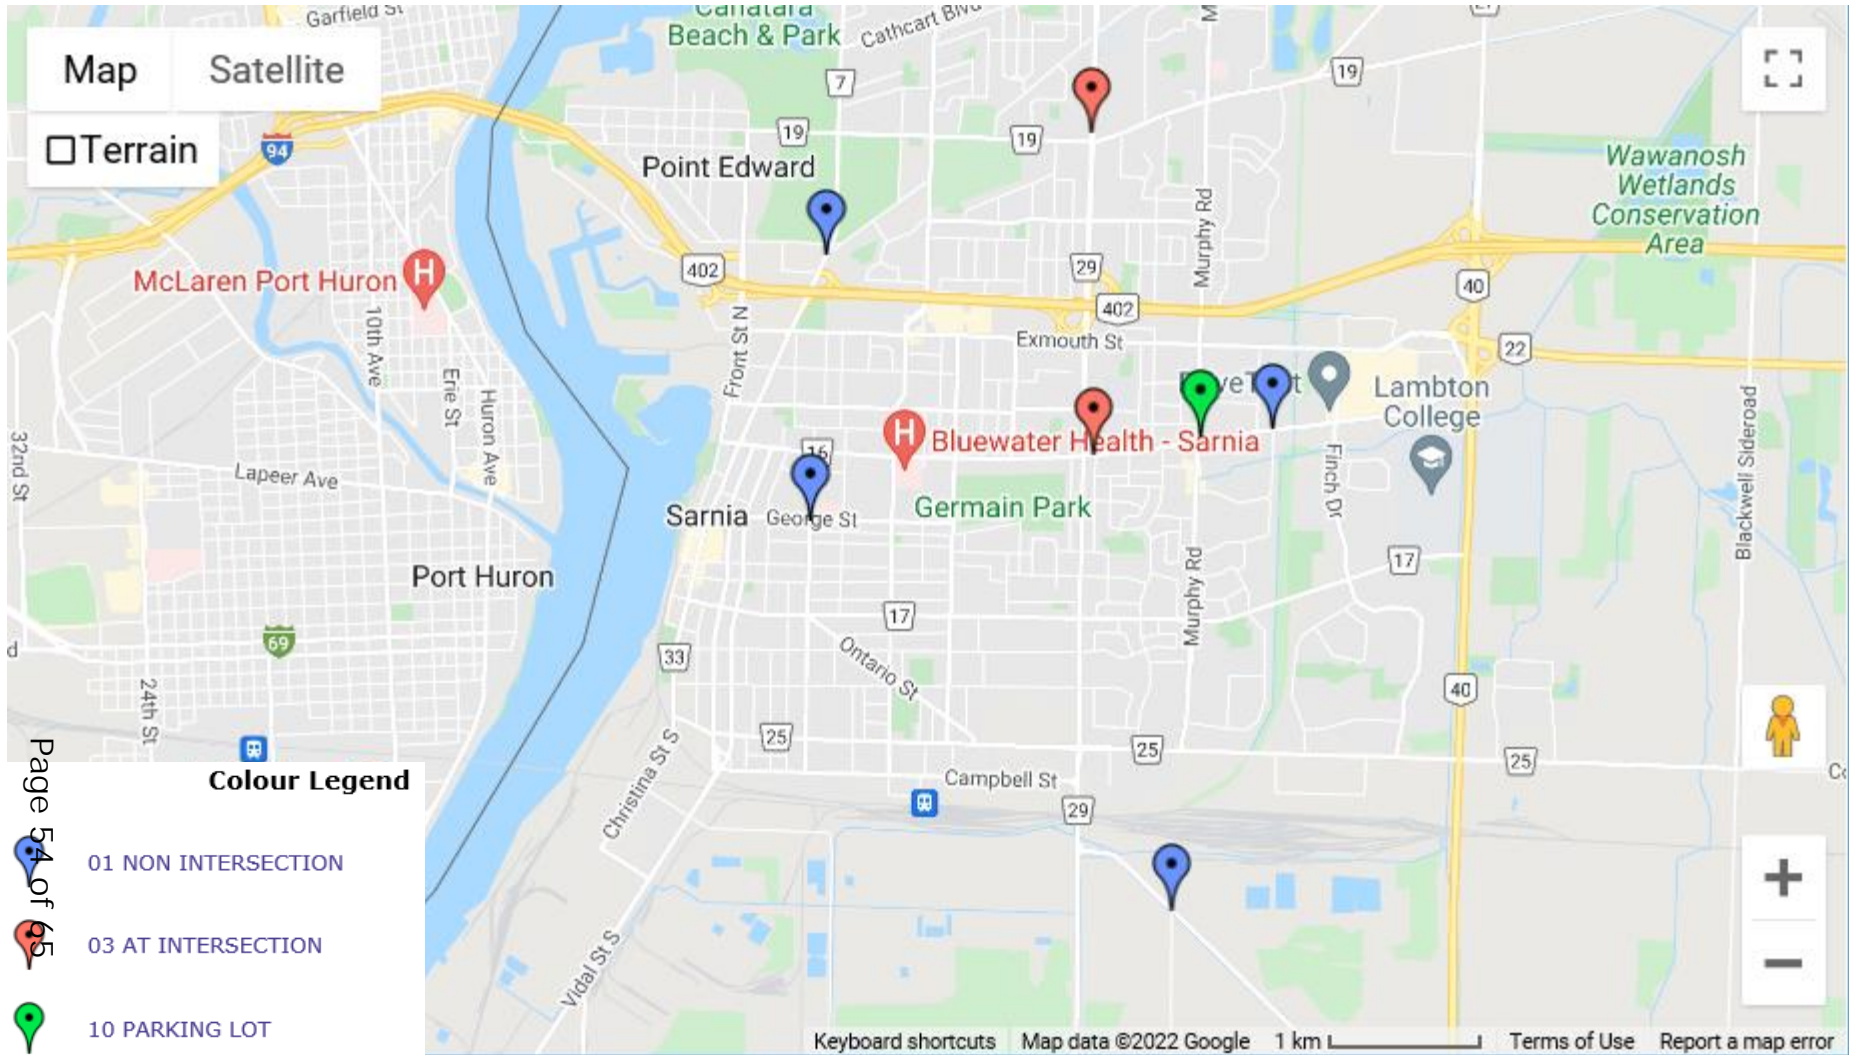 Garfield St
Canatara
Beach & Park
Cathcart Blvd
Map
Satellite
Terrain
7
19
19
19
94
Point Edward
Wawanosh
Wetlands
Conservation
Area
Murphy Rd
McLaren Port Huron
H
402
29
402
40
22
10th Ave
Front St N
Exmouth St
Erie St
Huron Ave
Lambton
College
32nd St
Lapeer Ave
16
H
Bluewater Health - Sarnia
Finch Dr
Blackwell Sideroad
Sarnia
George St
Germain Park
Port Huron
17
17
Murphy Rd
69
33
Ontario St
24th St
40
25
25
25
Christina St S
Campbell St
29
Vidal St S
Page 54 of 65
Colour Legend
01 NON INTERSECTION
03 AT INTERSECTION
10 PARKING LOT
Keyboard shortcuts
Map data ©2022 Google
1 km
Terms of Use
Report a map error